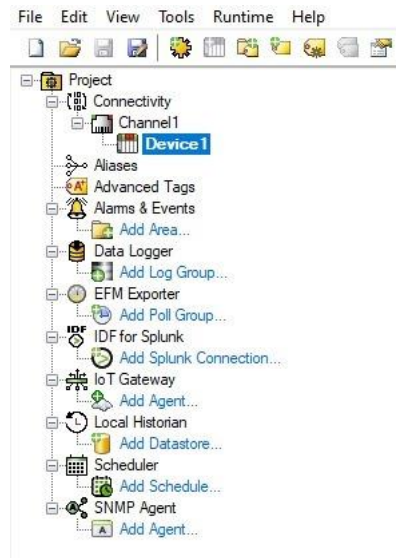 File Edit View Tools Runtime Help
Project
Connectivity
Channel1
Device1
Aliases
Advanced Tags
Alarms & Events
Add Area...
Data Logger
Add Log Group...
EFM Exporter
Add Poll Group...
IDF for Splunk
Add Splunk Connection...
IoT Gateway
Add Agent...
Local Historian
Add Datastore...
Scheduler
Add Schedule...
SNMP Agent
Add Agent...